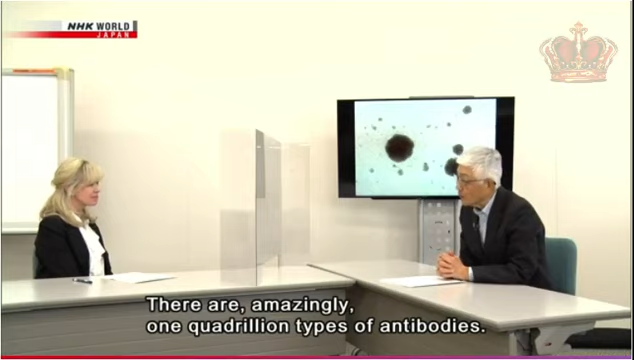 NHK WORLD
JAPAN
There are, amazingly,
one quadrillion types of antibodies.